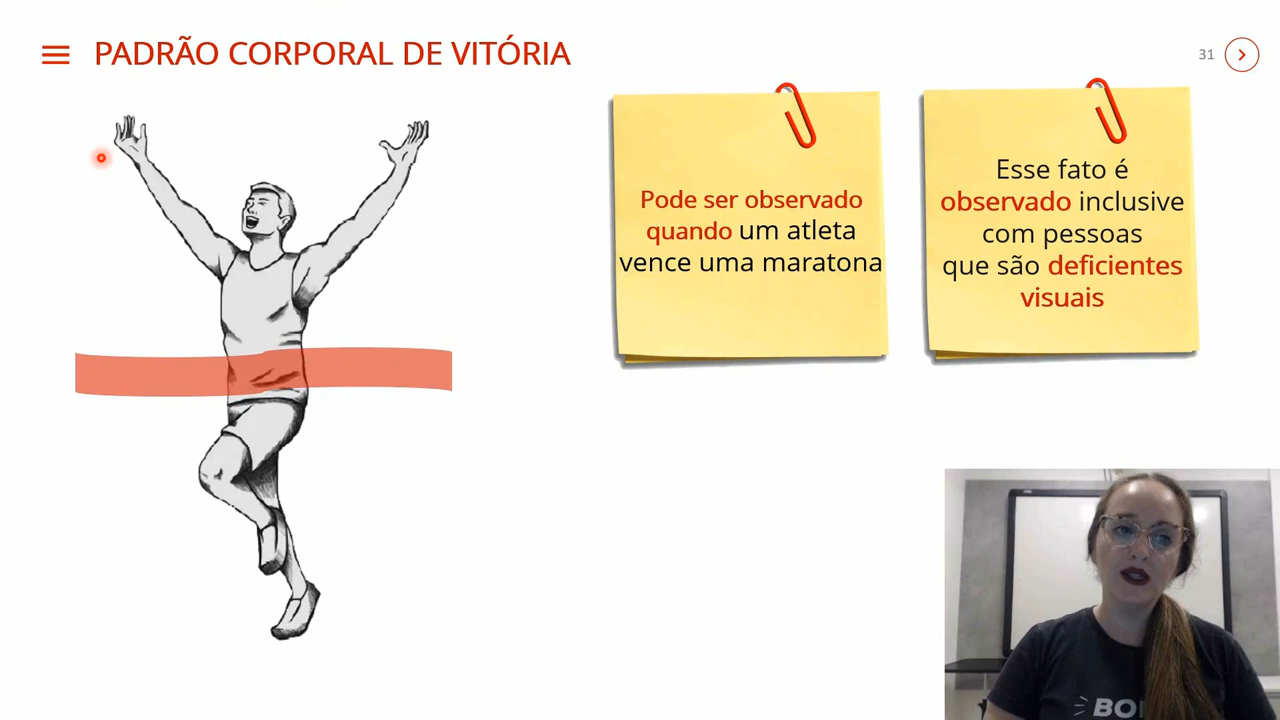 PADRÃO CORPORAL DE VITÓRIA
31
Pode ser observado
quando um atleta
vence uma maratona
Esse fato é
observado inclusive
com pessoas
que são deficientes
visuais